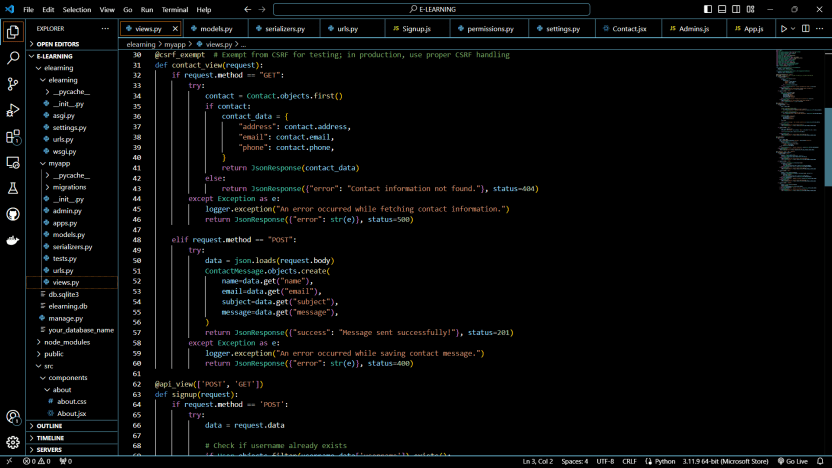 File Edit Selection View Go Run Terminal Help
E-LEARNING
EXPLORER
OPEN EDITORS
E-LEARNING
elearning
elearning
__pycache__
__init__.py
asgi.py
settings.py
urls.py
wsgi.py
myapp
__pycache__
migrations
__init__.py
admin.py
apps.py
models.py
serializers.py
tests.py
urls.py
views.py
db.sqlite3
elearning.db
manage.py
your_database_name
node_modules
public
src
components
about
about.css
About.jsx
OUTLINE
TIMELINE
SERVERS
views.py models.py serializers.py urls.py Signup.js permissions.py settings.py Contact.jsx Admins.js App.js
elearning > myapp > views.py > ...
30 @csrf_exempt # Exempt from CSRF for testing; in production, use proper CSRF handling
31 def contact_view(request):
32 if request.method == "GET":
33 try:
34 contact = Contact.objects.first()
35 if contact:
36 contact_data = {
37 "address": contact.address,
38 "email": contact.email,
39 "phone": contact.phone,
40 }
41 return JsonResponse(contact_data)
42 else:
43 return JsonResponse({"error": "Contact information not found."}, status=404)
44 except Exception as e:
45 logger.exception("An error occurred while fetching contact information.")
46 return JsonResponse({"error": str(e)}, status=500)
47
48 elif request.method == "POST":
49 try:
50 data = json.loads(request.body)
51 ContactMessage.objects.create(
52 name=data.get("name"),
53 email=data.get("email"),
54 subject=data.get("subject"),
55 message=data.get("message"),
56 )
57 return JsonResponse({"success": "Message sent successfully!"}, status=201)
58 except Exception as e:
59 logger.exception("An error occurred while saving contact message.")
60 return JsonResponse({"error": str(e)}, status=400)
61
62 @api_view(['POST', 'GET'])
63 def signup(request):
64 if request.method == 'POST':
65 try:
66 data = request.data
67
68 # Check if username already exists
0 0 0 Ln 3, Col 2 Spaces: 4 UTF-8 CRLF Python 3.11.9 64-bit (Microsoft Store) Go Live